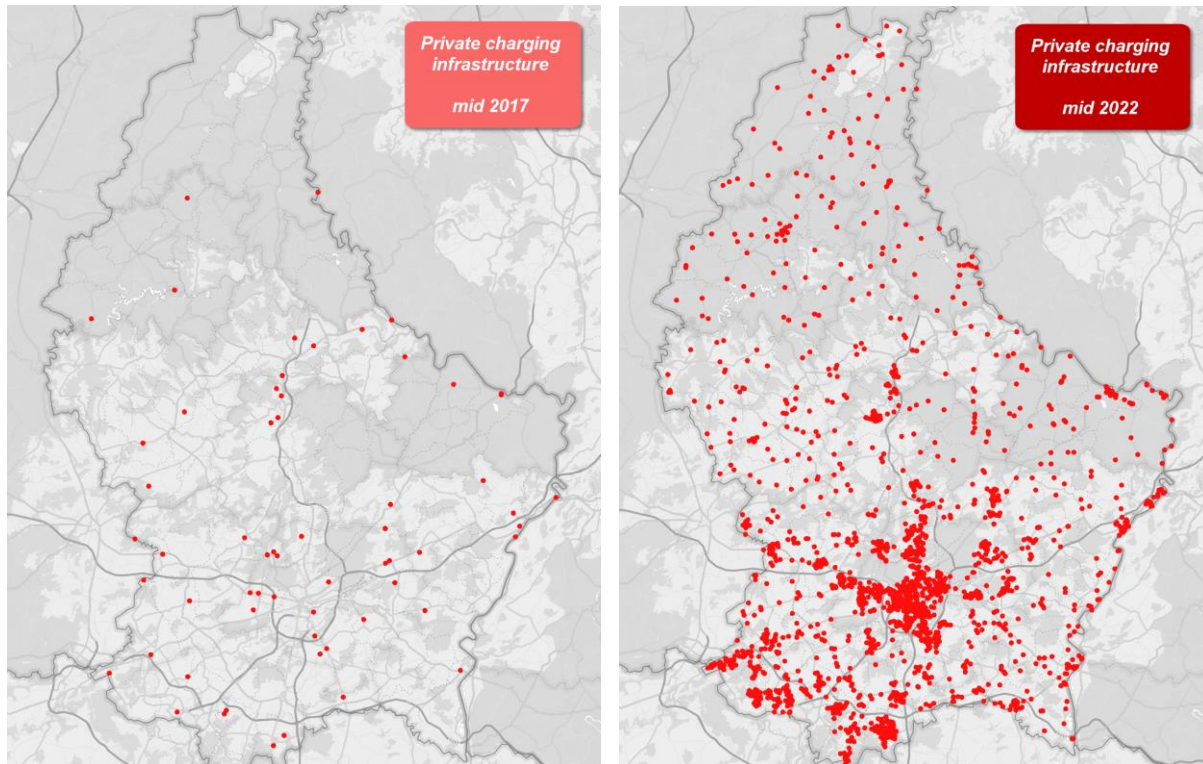 Private charging
infrastructure
mid 2017
Private charging
infrastructure
mid 2022